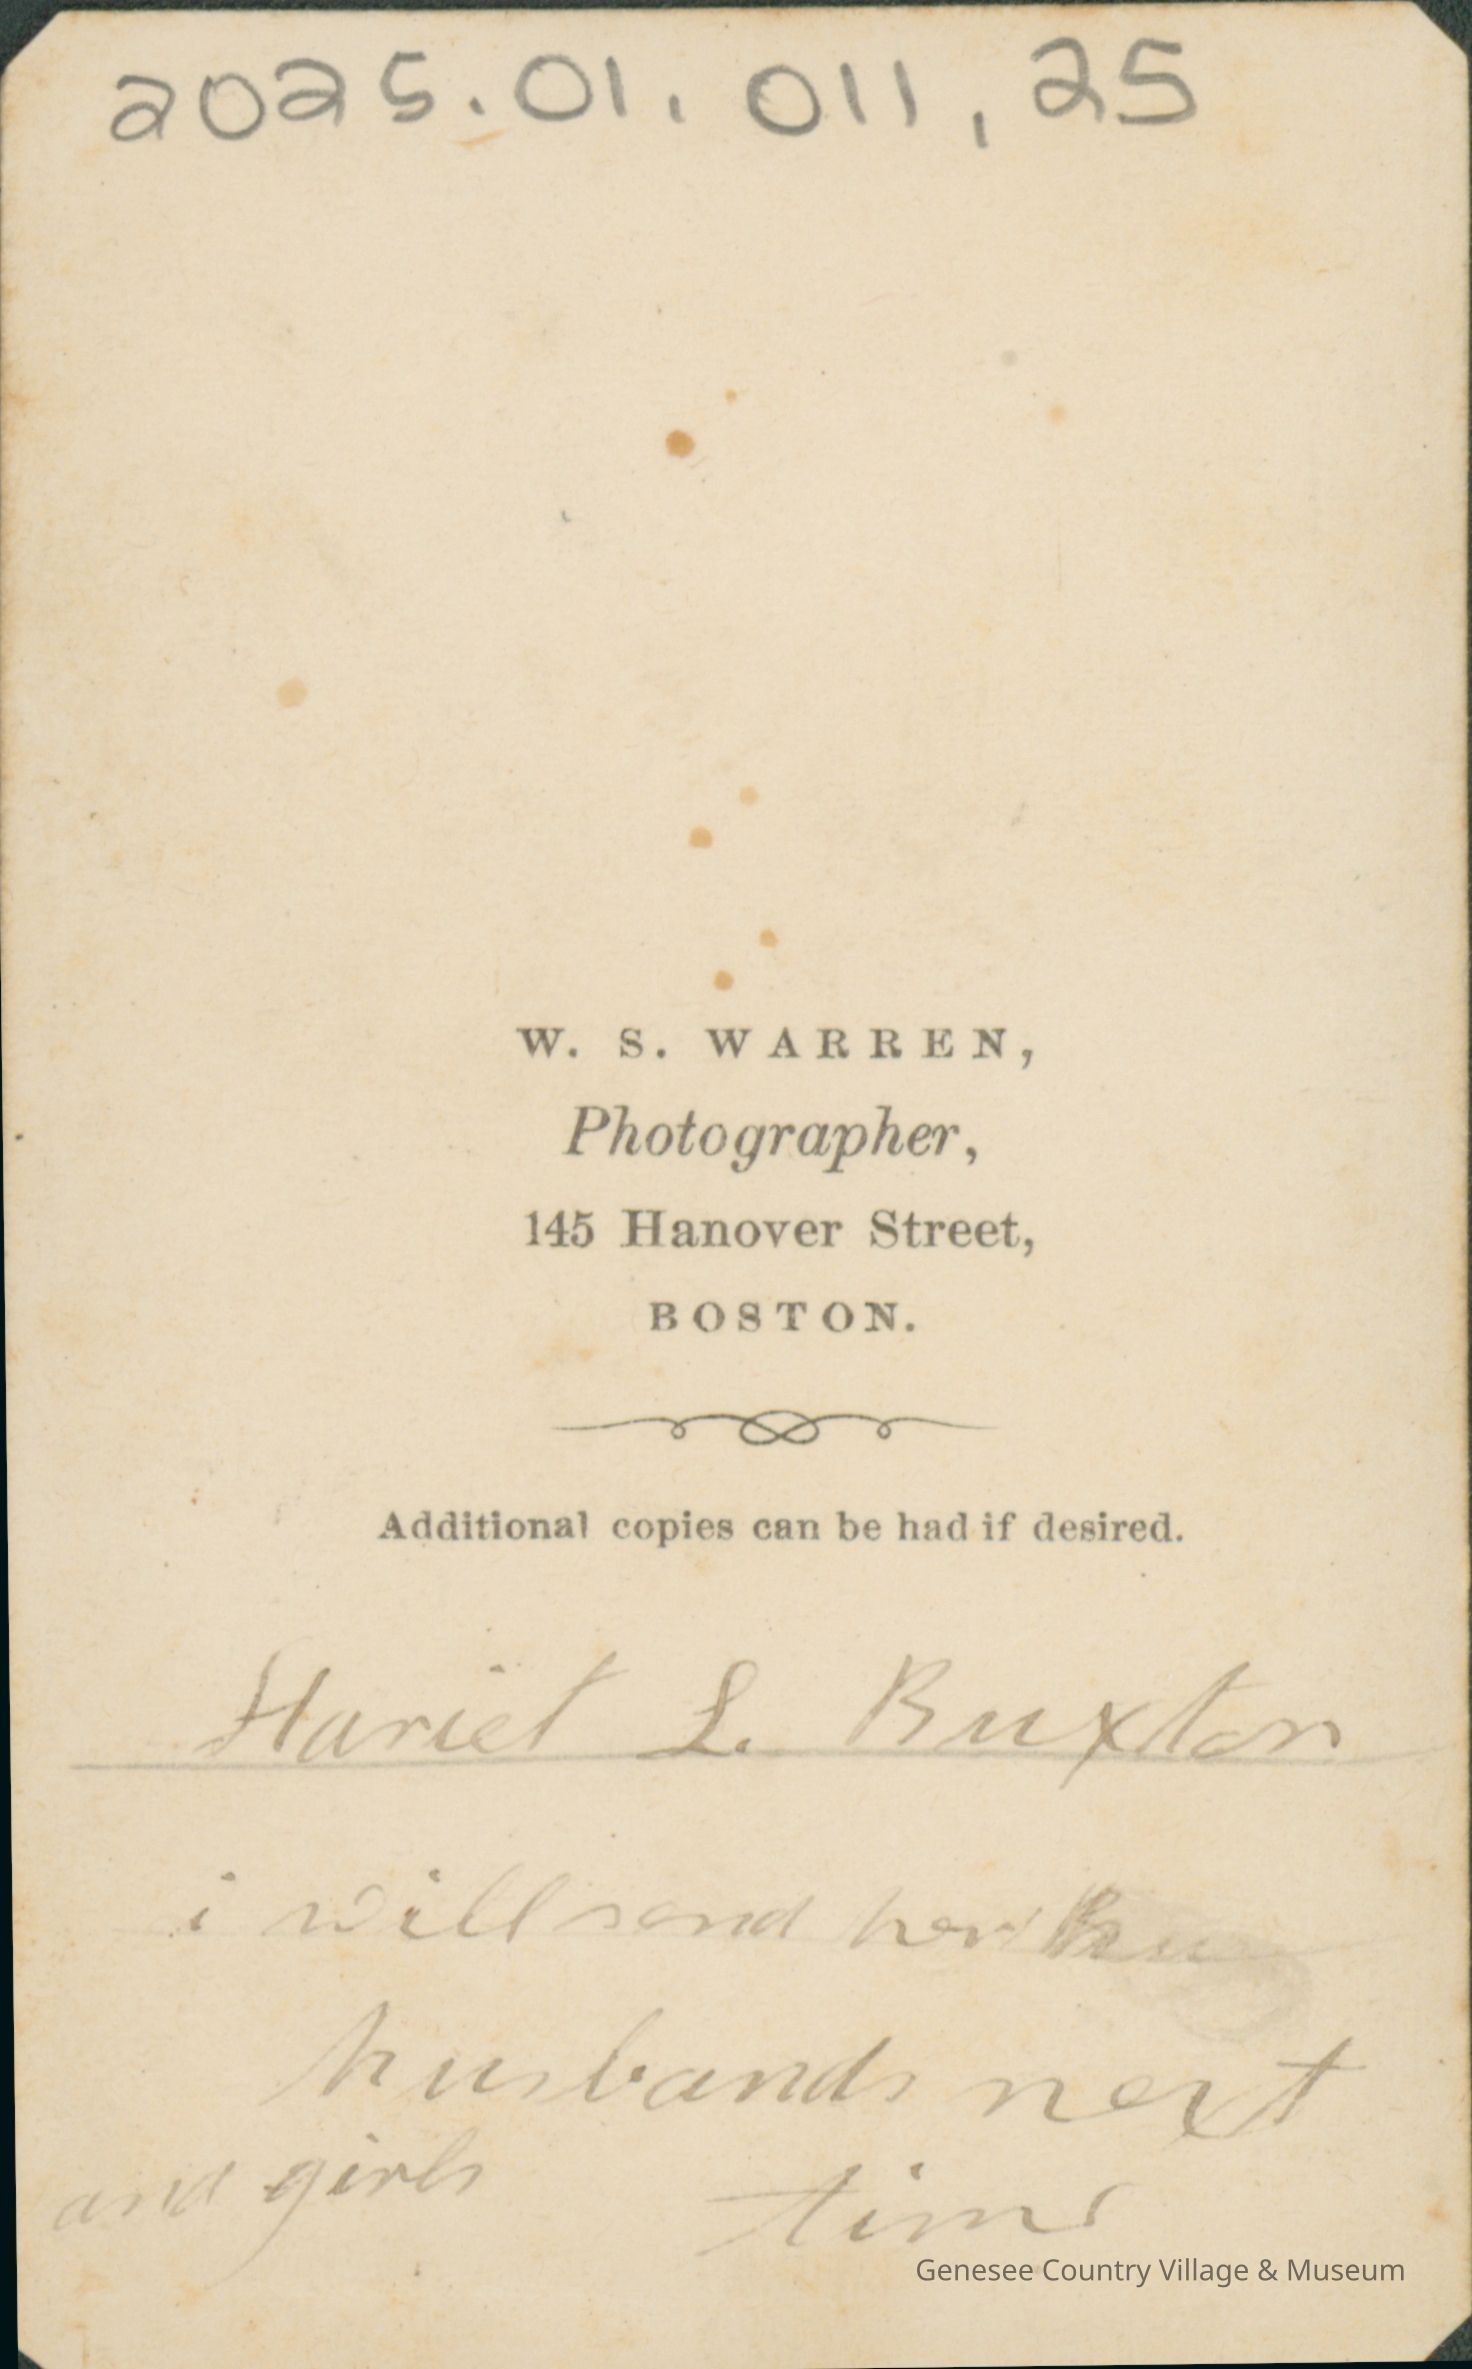 2025.01.011,25
W. S. WARREN,
Photographer,
145 Hanover Street,
BOSTON.
Additional copies can be had if desired.
Hariet L. Buxton
i will send her
husbands next
and girls time
Genesee Country Village & Museum